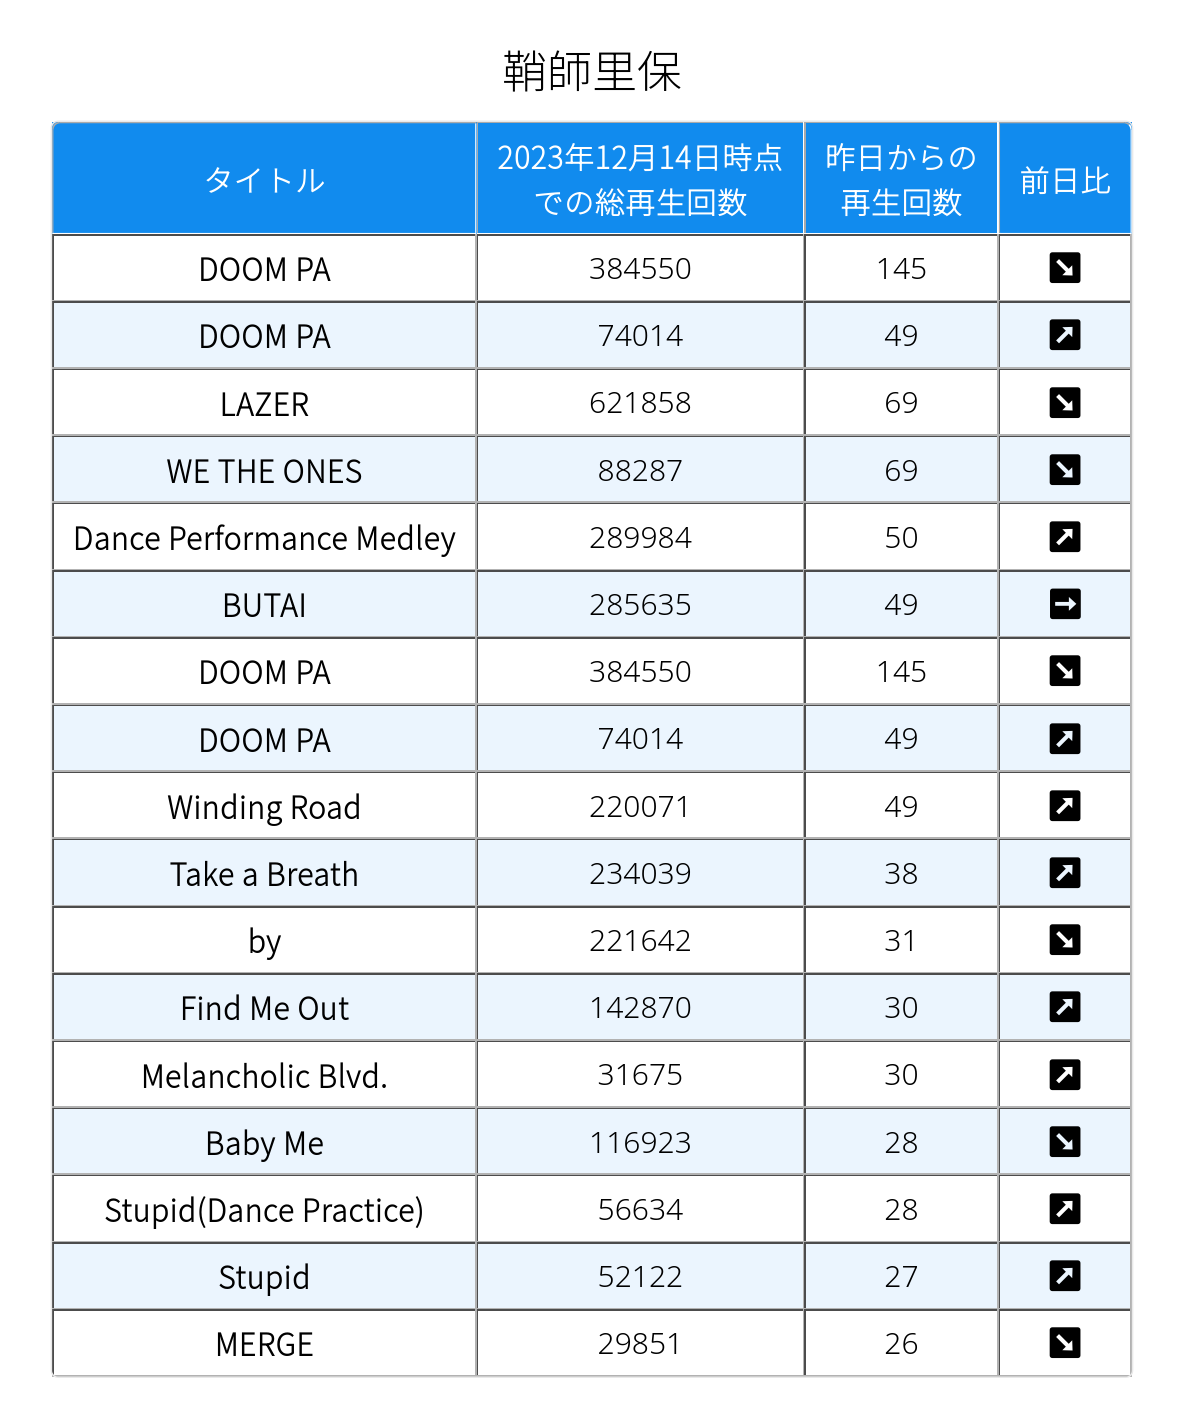 鞘師里保
タイトル 2023年12月14日時点での総再生回数 昨日からの再生回数 前日比
DOOM PA 384550 145 ↘
DOOM PA 74014 49 ↗
LAZER 621858 69 ↘
WE THE ONES 88287 69 ↘
Dance Performance Medley 289984 50 ↗
BUTAI 285635 49 →
DOOM PA 384550 145 ↘
DOOM PA 74014 49 ↗
Winding Road 220071 49 ↗
Take a Breath 234039 38 ↗
by 221642 31 ↘
Find Me Out 142870 30 ↗
Melancholic Blvd. 31675 30 ↗
Baby Me 116923 28 ↘
Stupid(Dance Practice) 56634 28 ↗
Stupid 52122 27 ↗
MERGE 29851 26 ↘